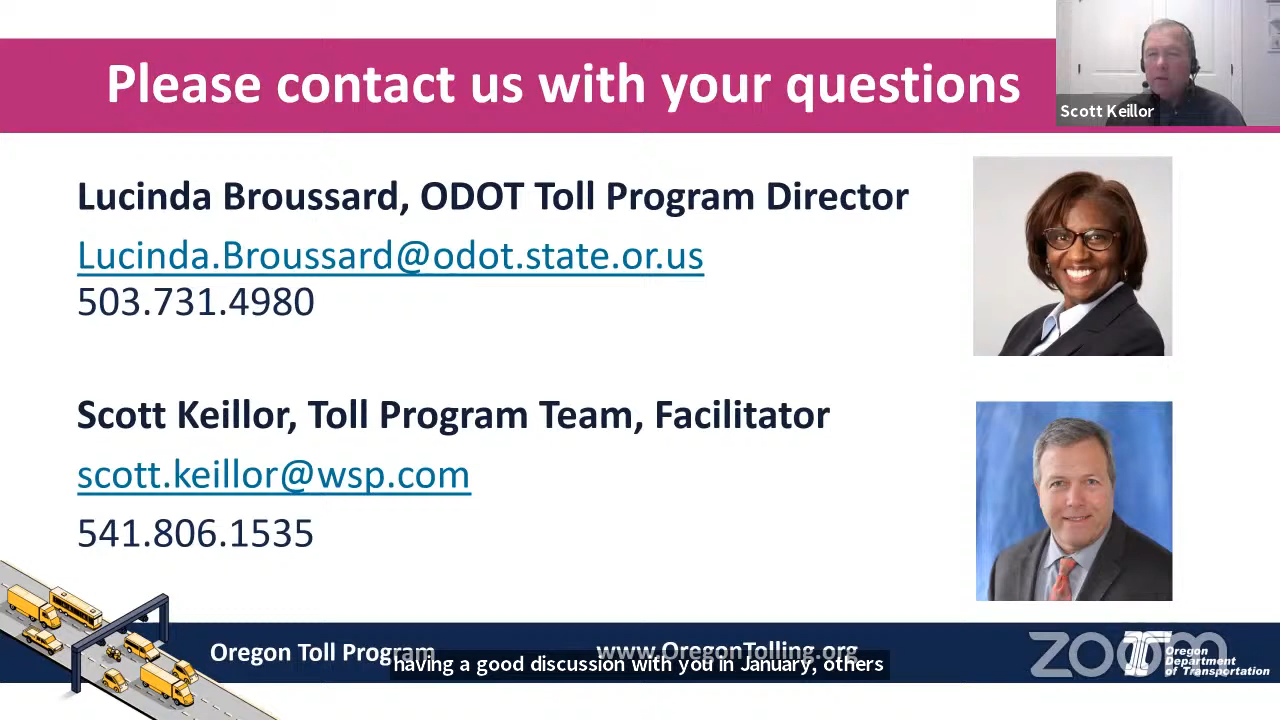 Please contact us with your questions
Scott Keillor
Lucinda Broussard, ODOT Toll Program Director
Lucinda.Broussard@odot.state.or.us
503.731.4980
Scott Keillor, Toll Program Team, Facilitator
scott.keillor@wsp.com
541.806.1535
Oregon Toll Program
www.OregonTolling.org
having a good discussion with you in January, others
zoom
Oregon
Department
of Transportation